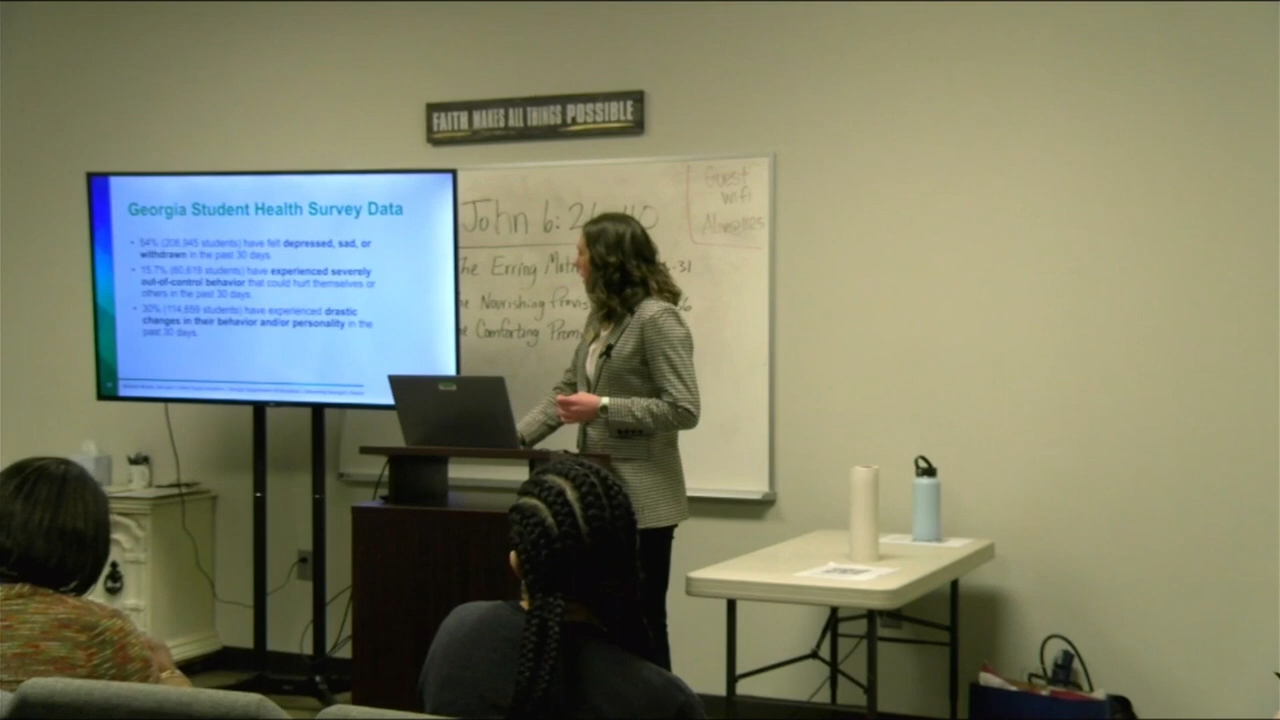 FAITH MAKES ALL THINGS POSSIBLE
Georgia Student Health Survey Data
• 54% (208,945 students) have felt depressed, sad, or
withdrawn in the past 30 days.
• 15.7% (60,618 students) have experienced severely
out-of-control behavior that could hurt themselves or
others in the past 30 days.
• 30% (114,659 students) have experienced drastic
changes in their behavior and/or personality in the
past 30 days.
John 6:2
he Erring
-31
e Nourishing
e Comforting
Guest
wifi